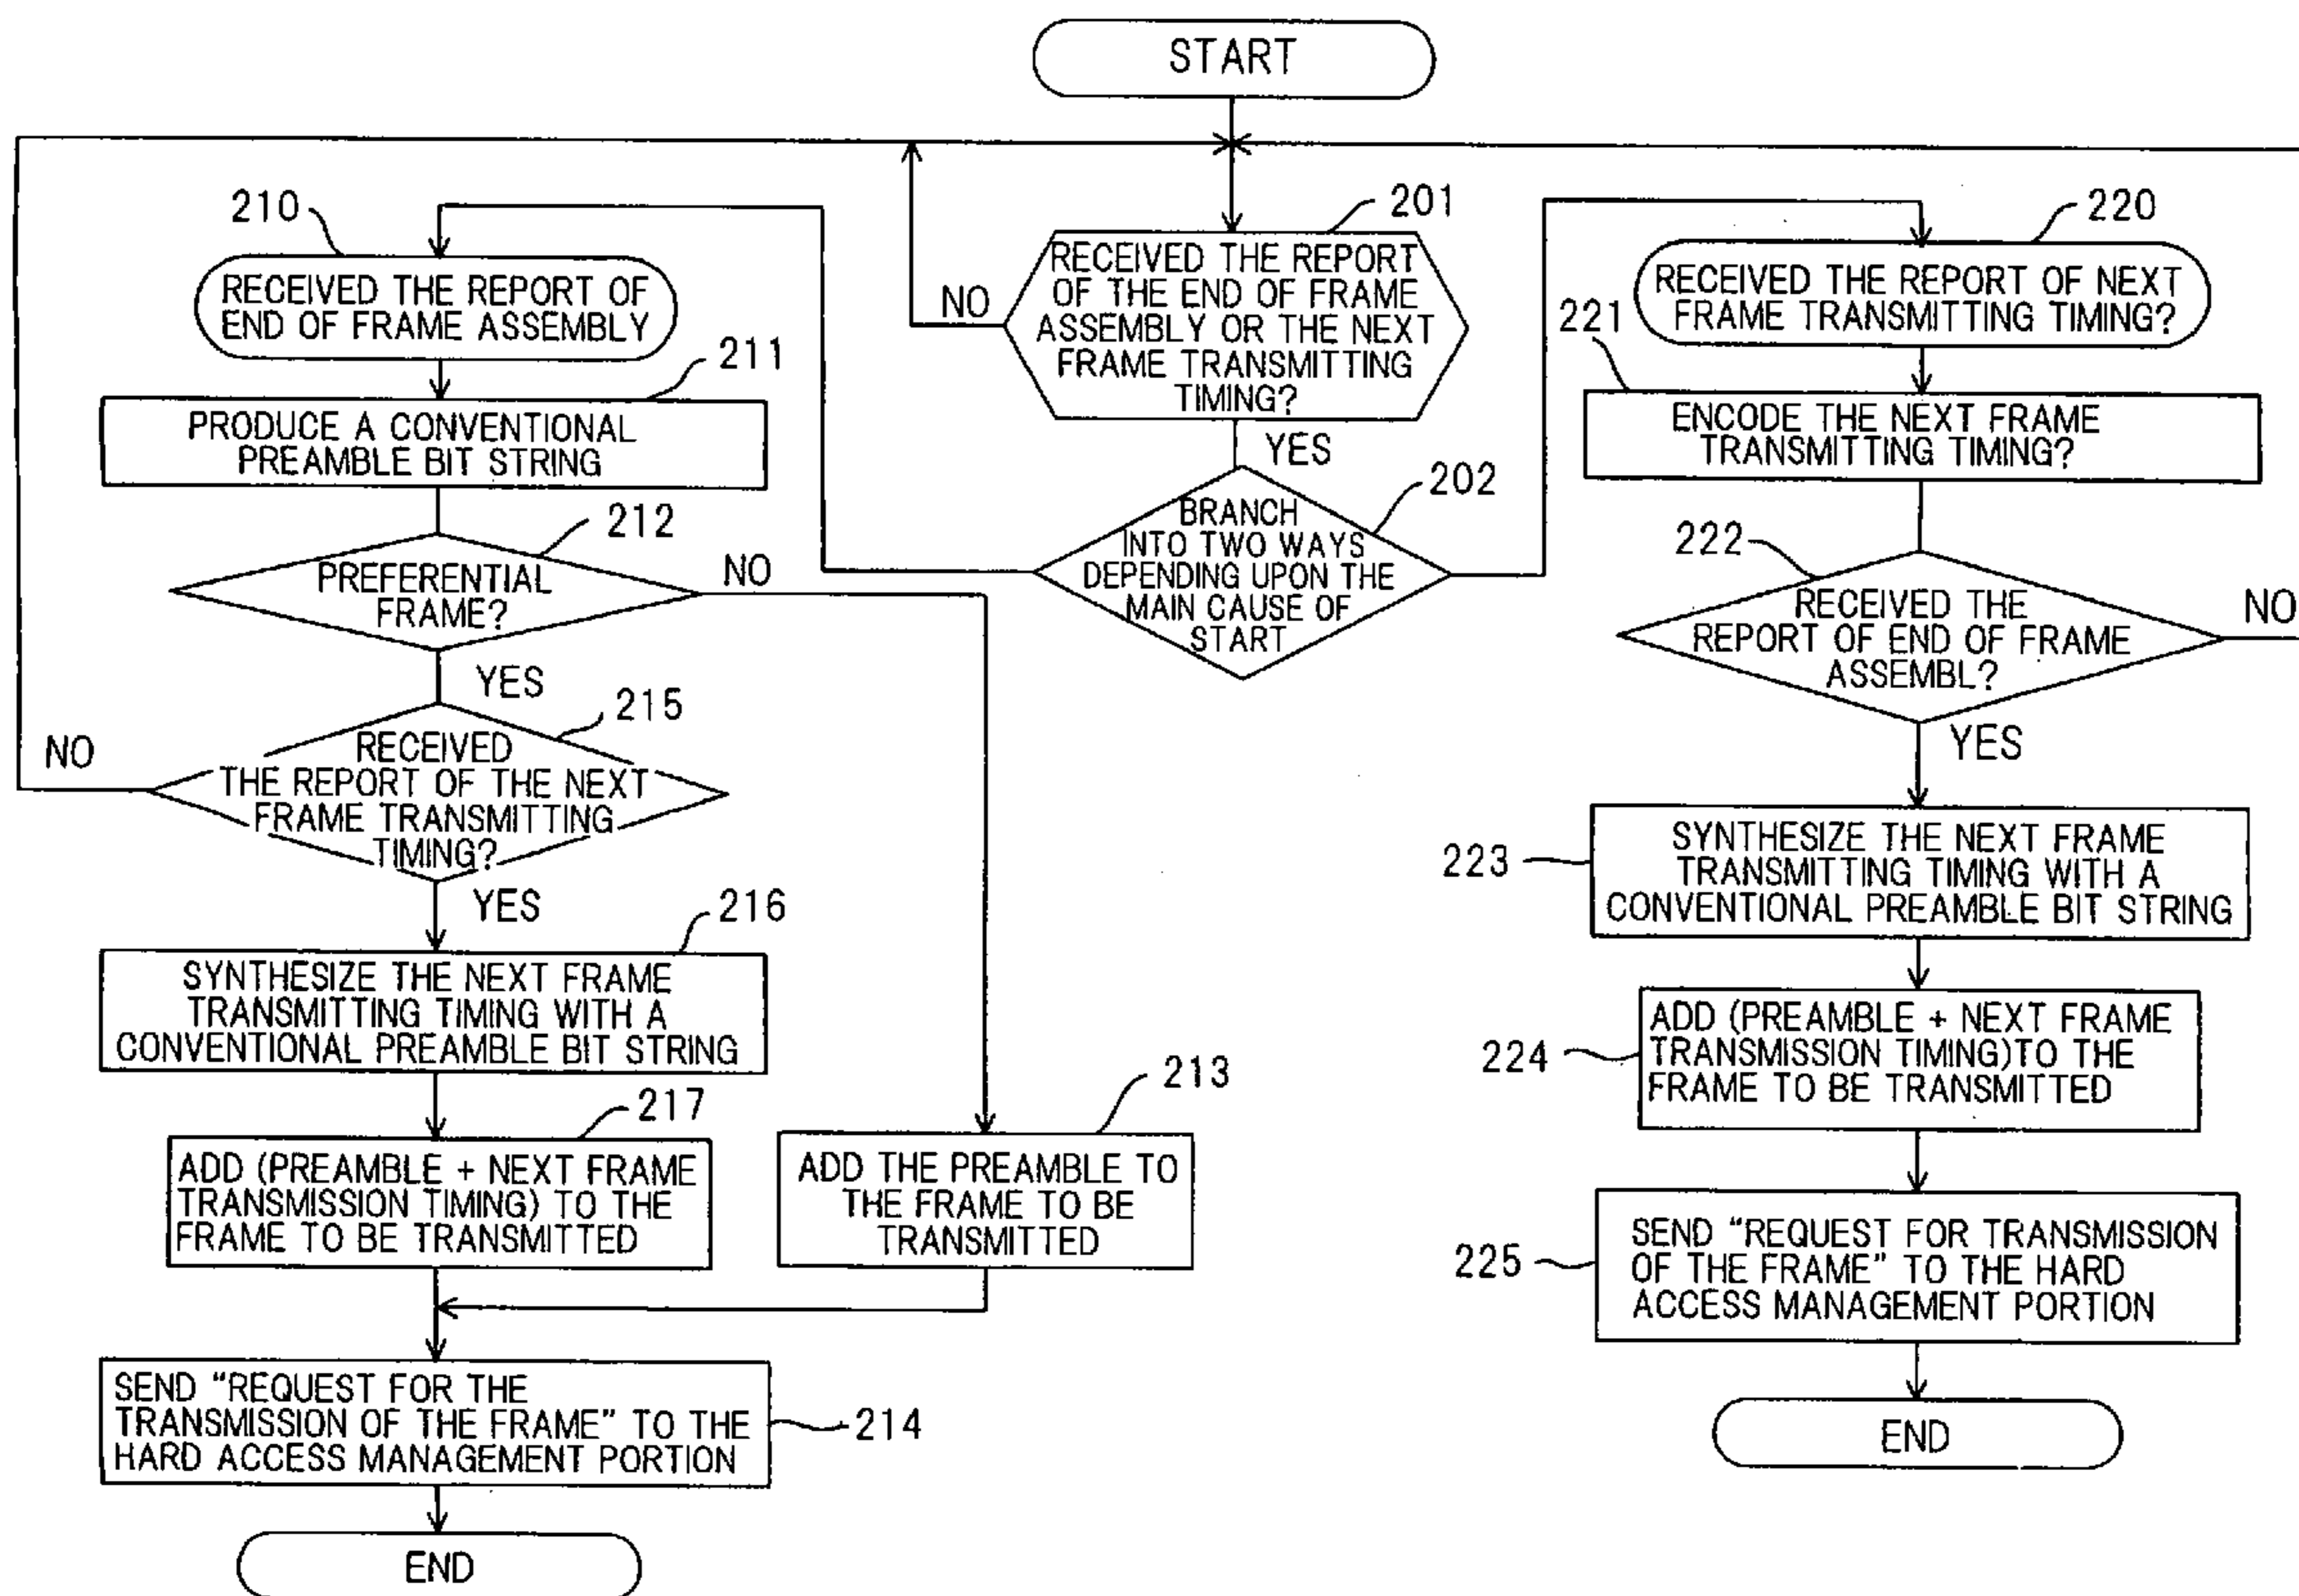 START
201
RECEIVED THE REPORT
OF THE END OF FRAME
ASSEMBLY OR THE NEXT
FRAME TRANSMITTING
TIMING?
NO
YES
202
BRANCH
INTO TWO WAYS
DEPENDING UPON THE
MAIN CAUSE OF
START
210
RECEIVED THE REPORT OF
END OF FRAME ASSEMBLY
211
PRODUCE A CONVENTIONAL
PREAMBLE BIT STRING
212
PREFERENTIAL
FRAME?
NO
YES
215
RECEIVED
THE REPORT OF THE NEXT
FRAME TRANSMITTING
TIMING?
NO
YES
216
SYNTHESIZE THE NEXT FRAME
TRANSMITTING TIMING WITH A
CONVENTIONAL PREAMBLE BIT STRING
217
ADD (PREAMBLE + NEXT FRAME
TRANSMISSION TIMING) TO THE
FRAME TO BE TRANSMITTED
213
ADD THE PREAMBLE TO
THE FRAME TO BE
TRANSMITTED
SEND "REQUEST FOR THE
TRANSMISSION OF THE FRAME" TO THE
HARD ACCESS MANAGEMENT PORTION
214
END
220
RECEIVED THE REPORT OF NEXT
FRAME TRANSMITTING TIMING?
221
ENCODE THE NEXT FRAME
TRANSMITTING TIMING?
222
RECEIVED THE
REPORT OF END OF FRAME
ASSEMBL?
NO
YES
223
SYNTHESIZE THE NEXT FRAME
TRANSMITTING TIMING WITH A
CONVENTIONAL PREAMBLE BIT STRING
224
ADD (PREAMBLE + NEXT FRAME
TRANSMISSION TIMING)TO THE
FRAME TO BE TRANSMITTED
225
SEND "REQUEST FOR TRANSMISSION
OF THE FRAME" TO THE HARD
ACCESS MANAGEMENT PORTION
END